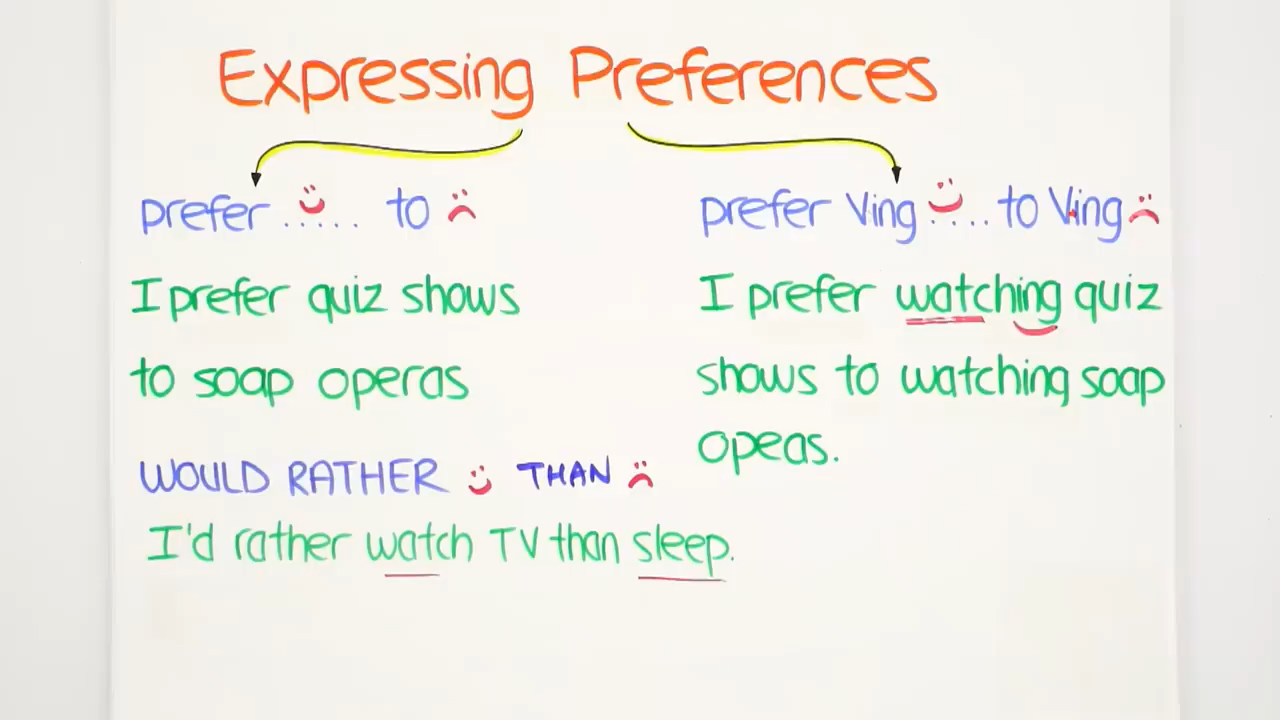 Expressing Preferences
prefer ..... to
I prefer quiz shows
to soap operas
prefer Ving .... to Ving
I prefer watching quiz
shows to watching soap
opeas.
WOULD RATHER THAN
I'd rather watch TV than sleep.